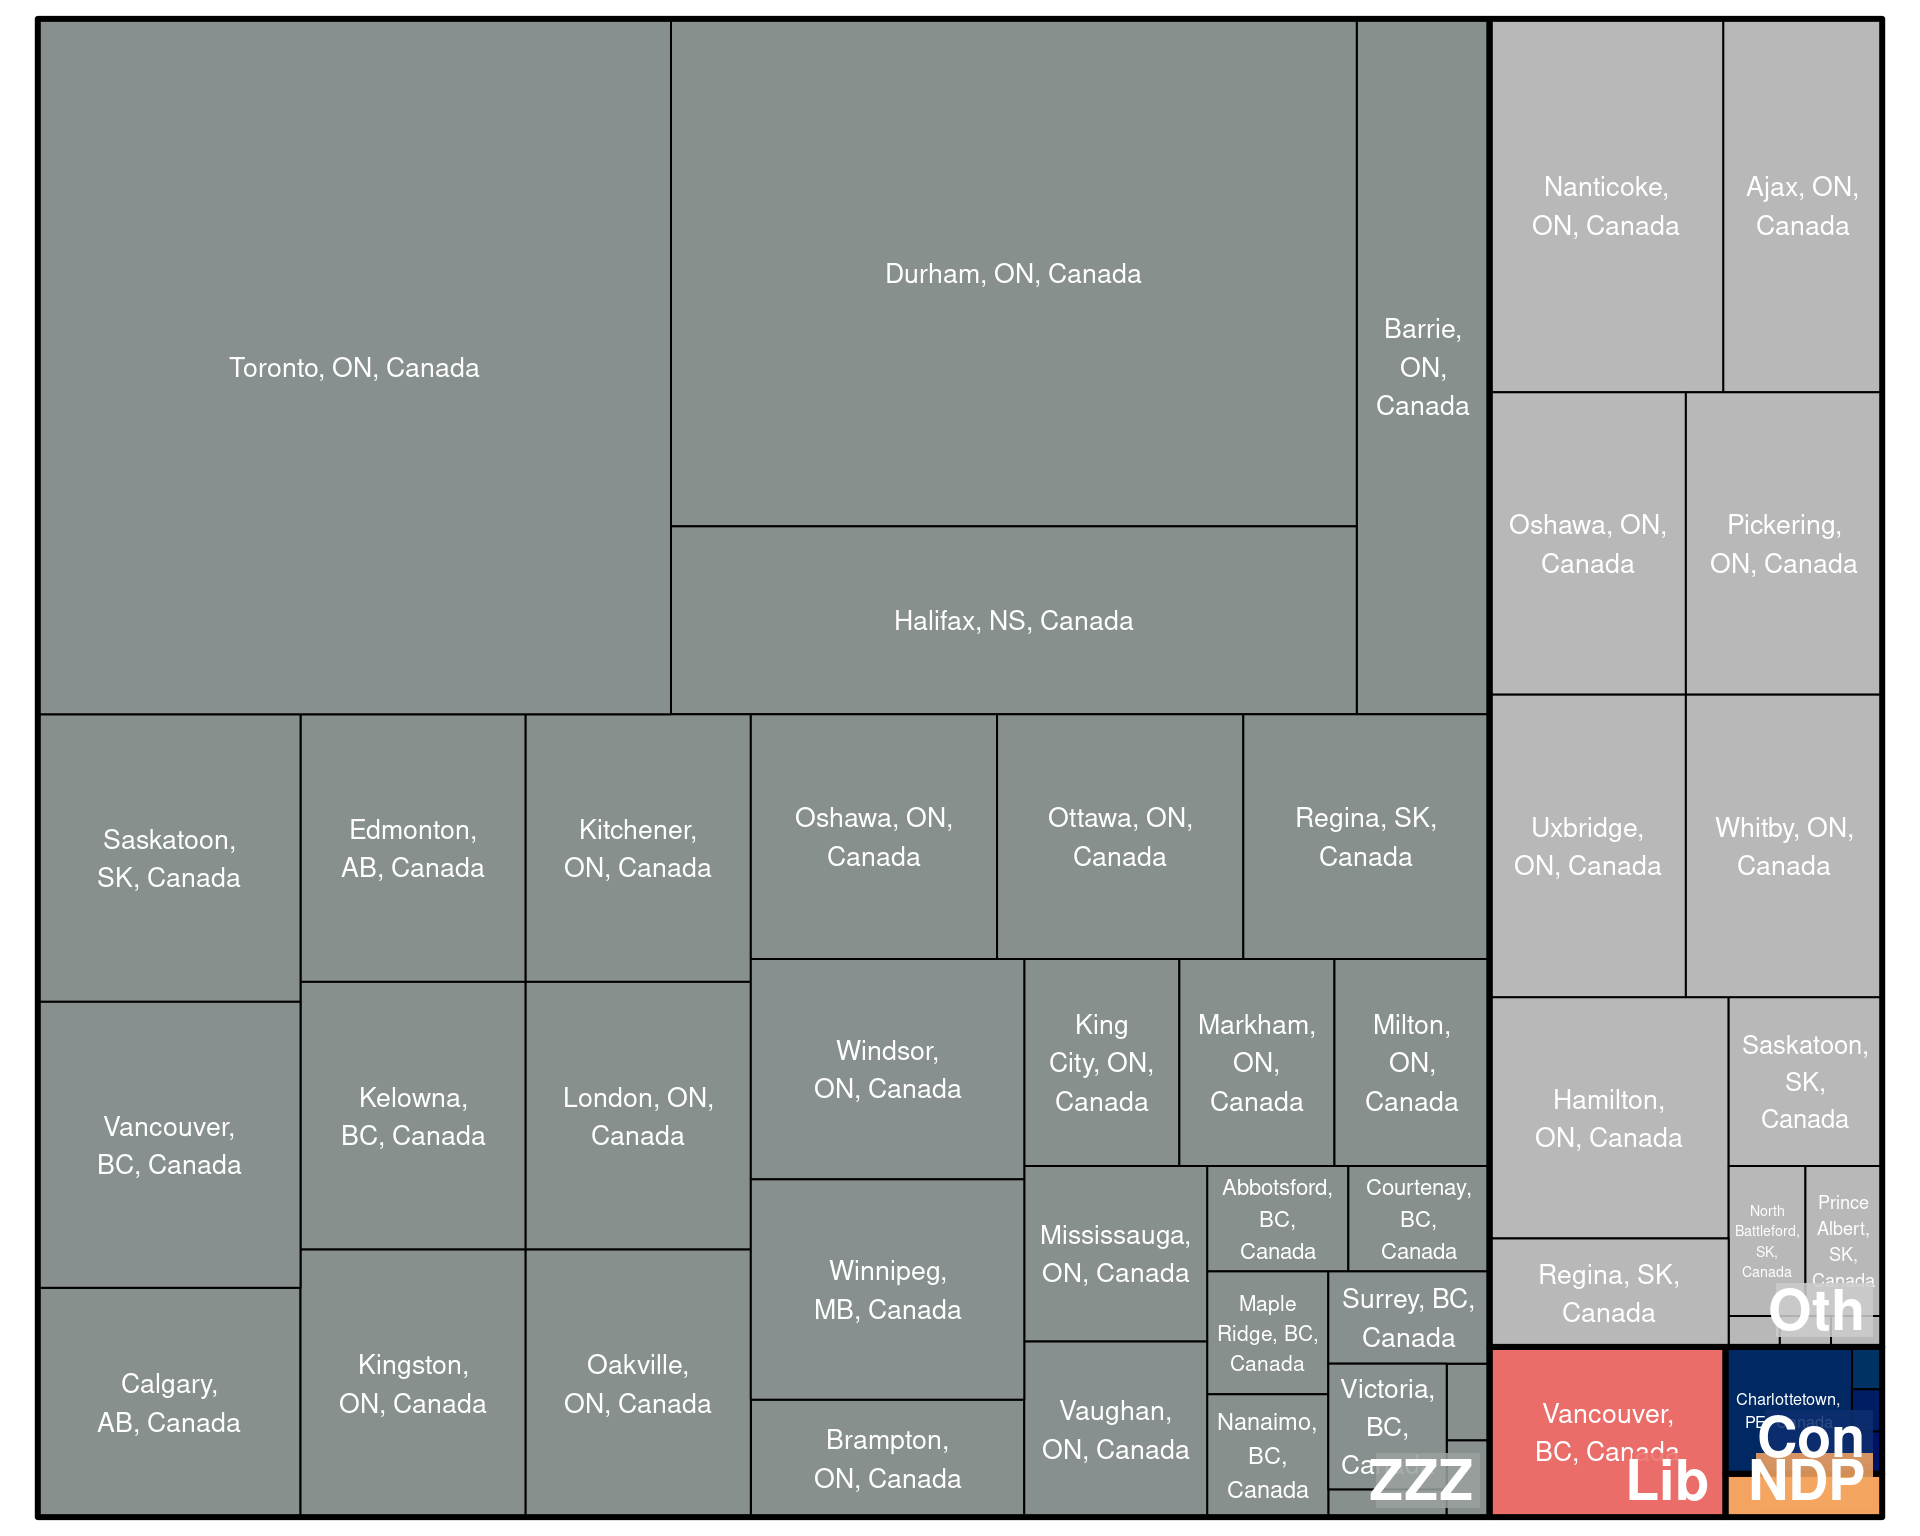 Toronto, ON, Canada
Durham, ON, Canada
Barrie,
ON,
Canada
Halifax, NS, Canada
Saskatoon,
SK, Canada
Edmonton,
AB, Canada
Kitchener,
ON, Canada
Oshawa, ON,
Canada
Ottawa, ON,
Canada
Regina, SK,
Canada
Vancouver,
BC, Canada
Kelowna,
BC, Canada
London, ON,
Canada
Windsor,
ON, Canada
King
City, ON,
Canada
Markham,
ON,
Canada
Milton,
ON,
Canada
Calgary,
AB, Canada
Kingston,
ON, Canada
Oakville,
ON, Canada
Winnipeg,
MB, Canada
Brampton,
ON, Canada
Mississauga,
ON, Canada
Vaughan,
ON, Canada
Abbotsford,
BC,
Canada
Courtenay,
BC,
Canada
Maple
Ridge, BC,
Canada
Surrey, BC,
Canada
Nanaimo,
BC,
Canada
Victoria,
BC,
Canada
ZZZ
Nanticoke,
ON, Canada
Ajax, ON,
Canada
Oshawa, ON,
Canada
Pickering,
ON, Canada
Uxbridge,
ON, Canada
Whitby, ON,
Canada
Hamilton,
ON, Canada
Saskatoon,
SK,
Canada
Regina, SK,
Canada
North
Battleford,
SK,
Canada
Prince
Albert,
SK,
Canada
Oth
Vancouver,
BC, Canada
Lib
Charlottetown,
PE, Canada
Con
NDP